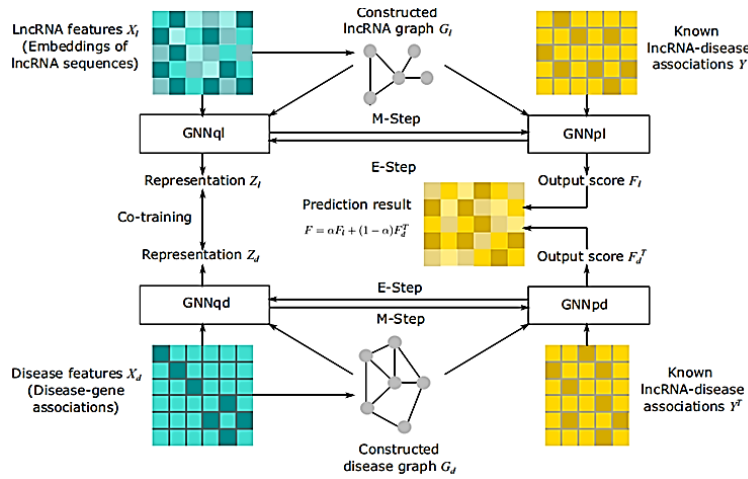 LncRNA features X_l
(Embeddings of
lncRNA sequences)
Constructed
lncRNA graph G_l
Known
lncRNA-disease
associations Y
GNNql
M-Step
GNNpl
E-Step
Representation Z_l
Output score F_l
Co-training
Prediction result
F = αF_l + (1 − α)F_d^T
Representation Z_d
Output score F_d^T
GNNqd
E-Step
M-Step
GNNpd
Disease features X_d
(Disease-gene
associations)
Known
lncRNA-disease
associations Y^T
Constructed
disease graph G_d